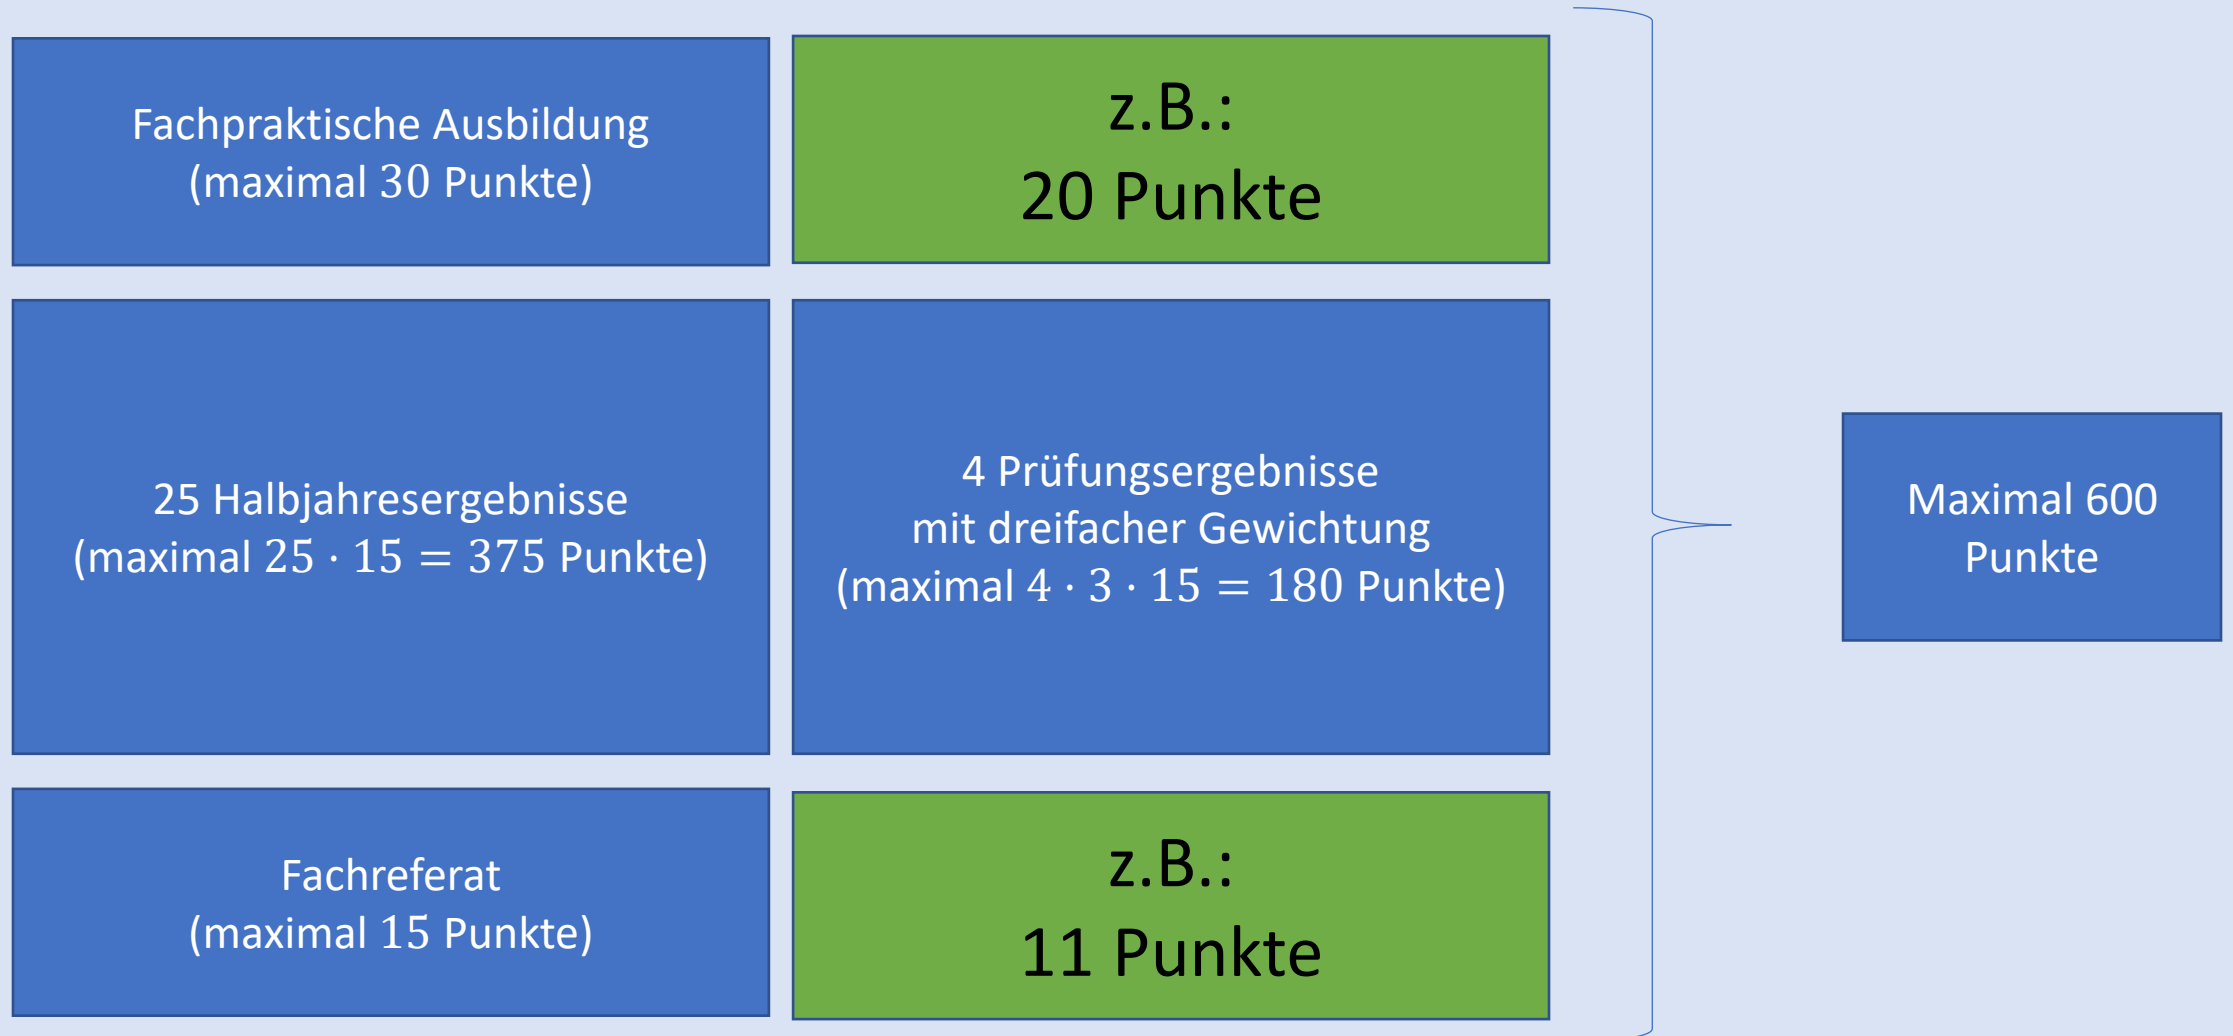 Fachpraktische Ausbildung
(maximal 30 Punkte)
z.B.:
20 Punkte
25 Halbjahresergebnisse
(maximal 25 · 15 = 375 Punkte)
4 Prüfungsergebnisse
mit dreifacher Gewichtung
(maximal 4 · 3 · 15 = 180 Punkte)
Maximal 600
Punkte
Fachreferat
(maximal 15 Punkte)
z.B.:
11 Punkte